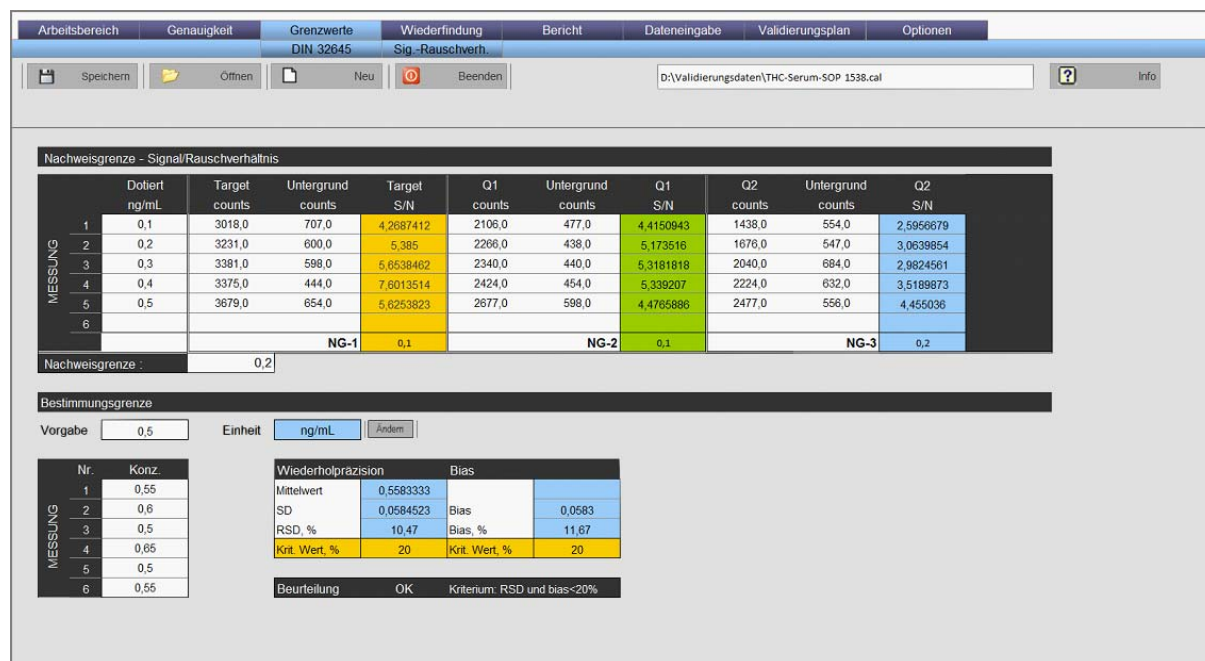 Arbeitsbereich Genauigkeit Grenzwerte Wiederfindung Bericht Dateneingabe Validierungsplan Optionen
DIN 32645 Sig.-Rauschverh.
Speichern Öffnen Neu Beenden D:\Validierungsdaten\THC-Serum-SOP 1538.cal ? Info
Nachweisgrenze - Signal/Rauschverhältnis
Dotiert Target Untergrund Target Q1 Untergrund Q1 Q2 Untergrund Q2
ng/mL counts counts S/N counts counts S/N counts counts S/N
MESSUNG
1 0,1 3018,0 707,0 4,2687412 2106,0 477,0 4,4150943 1438,0 554,0 2,5956679
2 0,2 3231,0 600,0 5,385 2266,0 438,0 5,173516 1676,0 547,0 3,0639854
3 0,3 3381,0 598,0 5,6538462 2340,0 440,0 5,3181818 2040,0 684,0 2,9824561
4 0,4 3375,0 444,0 7,6013514 2424,0 454,0 5,339207 2224,0 632,0 3,5189873
5 0,5 3679,0 654,0 5,6253823 2677,0 598,0 4,4765886 2477,0 556,0 4,455036
6
NG-1 0,1 NG-2 0,1 NG-3 0,2
Nachweisgrenze : 0,2
Bestimmungsgrenze
Vorgabe 0,5 Einheit ng/mL Ändern
Nr. Konz. Wiederholpräzision Bias
MESSUNG
1 0,55 Mittelwert 0,5583333
2 0,6 SD 0,0584523 Bias 0,0583
3 0,5 RSD, % 10,47 Bias, % 11,67
4 0,65 Krit. Wert, % 20 Krit. Wert, % 20
5 0,5
6 0,55 Beurteilung OK Kriterium: RSD und bias<20%